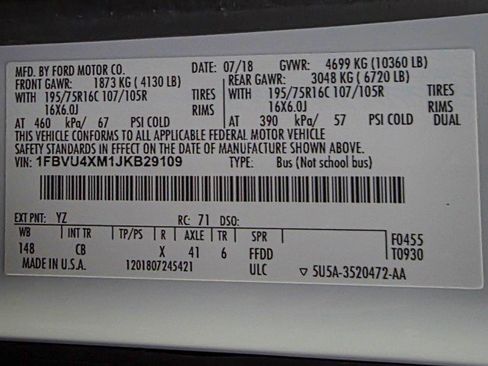 MFD. BY FORD MOTOR CO. DATE: 07/18 GVWR: 4699 KG (10360 LB)
FRONT GAWR: 1873 KG (4130 LB) REAR GAWR: 3048 KG (6720 LB)
WITH 195/75R16C 107/105R TIRES WITH 195/75R16C 107/105R TIRES
16X6.0J RIMS 16X6.0J RIMS
AT 460 kPa/ 67 PSI COLD AT 390 kPa/ 57 PSI COLD DUAL
THIS VEHICLE CONFORMS TO ALL APPLICABLE FEDERAL MOTOR VEHICLE
SAFETY STANDARDS IN EFFECT ON THE DATE OF MANUFACTURE SHOWN ABOVE.
VIN: 1FBVU4XM1JKB29109 TYPE: Bus (Not school bus)
EXT PNT: YZ RC: 71 DSO:
WB INT TR TP/PS R AXLE TR SPR F0455
148 CB X 41 6 FFDD T0930
MADE IN U.S.A. 1201807245421 ULC ▽ 5U5A-3520472-AA